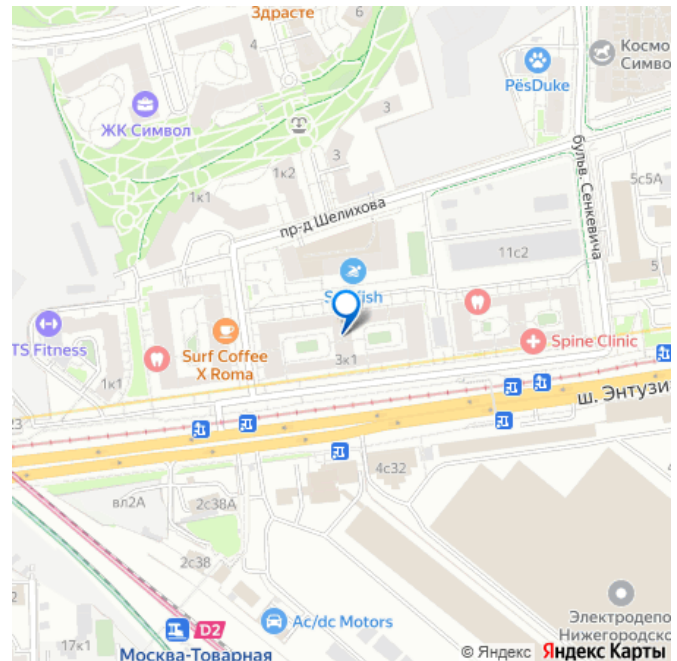 Здрасте
4
6
Космо
Симво
PёsDuke
ЖК Символ
3
1к2
3
1к1
бульв. Сенкевича
5с5А
пр-д Шелихова
11с2
5
TS Fitness
Surf Coffee
X Roma
Spine Clinic
1к1
3к1
23
ш. Энтузи
4с32
вл2А
2с38А
2с38
2
D2
Ac/dc Motors
Электродепо
Нижегородско
17к1
Москва-Товарная
© Яндекс Яндекс Карты